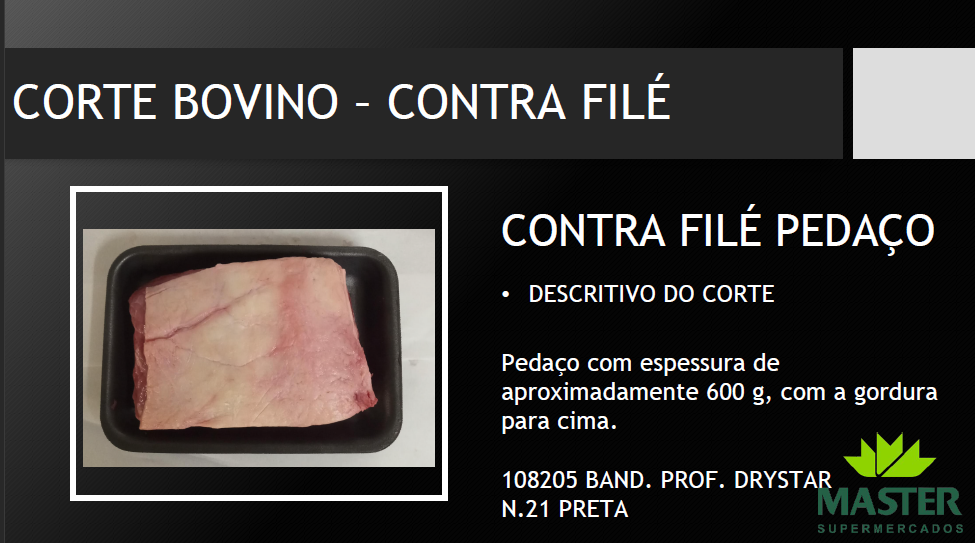 CORTE BOVINO – CONTRA FILÉ
CONTRA FILÉ PEDAÇO
• DESCRITIVO DO CORTE
Pedaço com espessura de
aproximadamente 600 g, com a gordura
para cima.
108205 BAND. PROF. DRYSTAR
N.21 PRETA
MASTER
SUPERMERCADOS